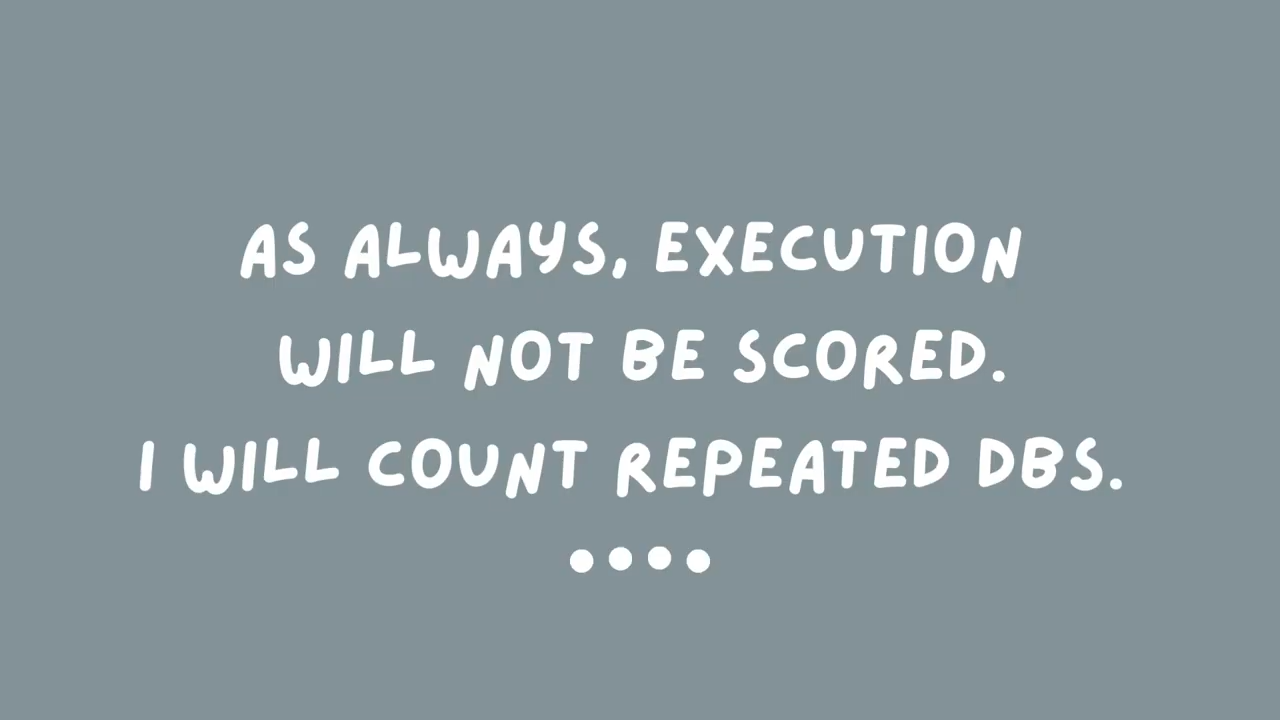 AS ALWAYS, EXECUTION
WILL NOT BE SCORED.
I WILL COUNT REPEATED DBS.